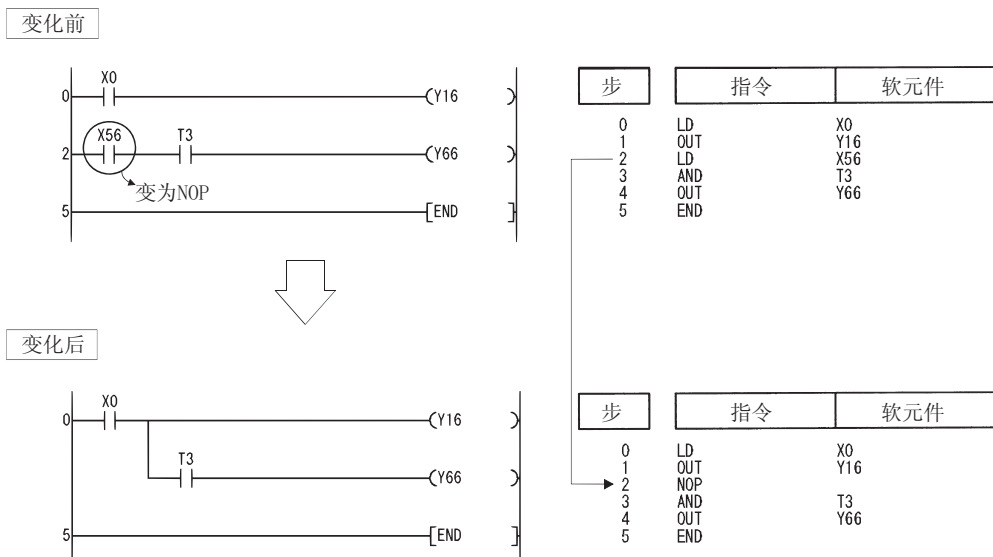 变化前
X0
0 Y16
X56 T3
2 Y66
变为NOP
5 END
步 指令 软元件
0 LD X0
1 OUT Y16
2 LD X56
3 AND T3
4 OUT Y66
5 END
变化后
X0
0 Y16
T3
Y66
5 END
步 指令 软元件
0 LD X0
1 OUT Y16
2 NOP
3 AND T3
4 OUT Y66
5 END